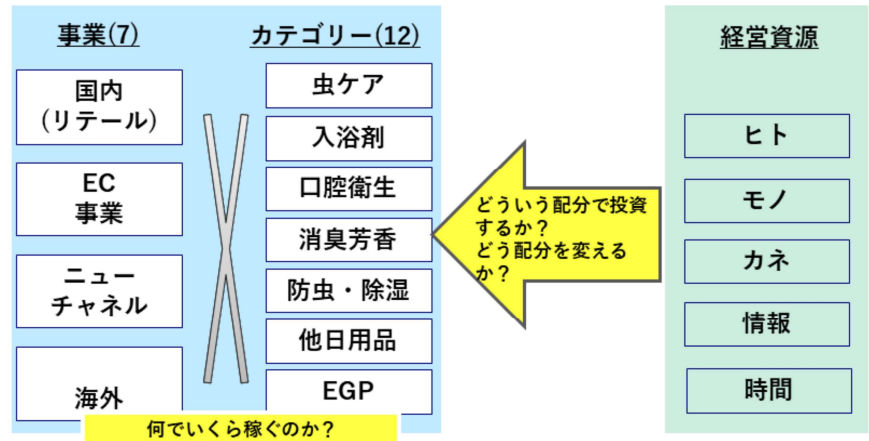 事業(7)
国内
(リテール)
EC
事業
ニュー
チャネル
海外
カテゴリー(12)
虫ケア
入浴剤
口腔衛生
消臭芳香
防虫・除湿
他日用品
EGP
何でいくら稼ぐのか？
どういう配分で投資
するか？
どう配分を変える
か？
経営資源
ヒト
モノ
カネ
情報
時間